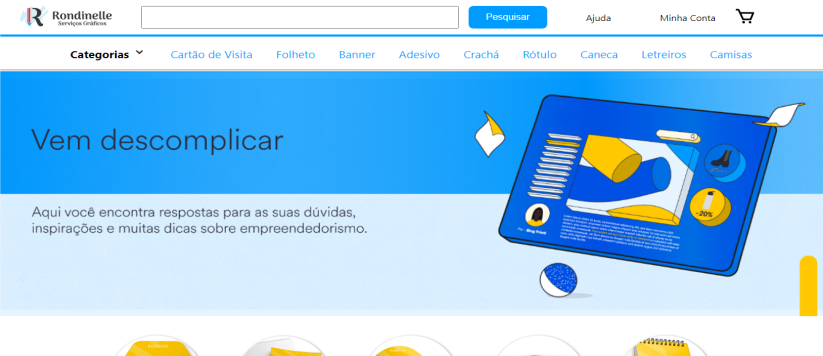 Rondinelle
Serviços Gráficos
Pesquisar
Ajuda
Minha Conta
Categorias
Cartão de Visita
Folheto
Banner
Adesivo
Crachá
Rótulo
Caneca
Letreiros
Camisas
Vem descomplicar
Aqui você encontra respostas para as suas dúvidas,
inspirações e muitas dicas sobre empreendedorismo.
-20%